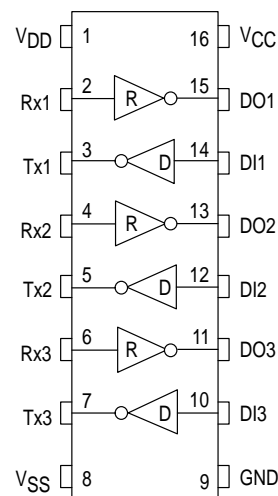 VDD 1 16 VCC
Rx1 2 R 15 DO1
Tx1 3 D 14 DI1
Rx2 4 R 13 DO2
Tx2 5 D 12 DI2
Rx3 6 R 11 DO3
Tx3 7 D 10 DI3
VSS 8 9 GND